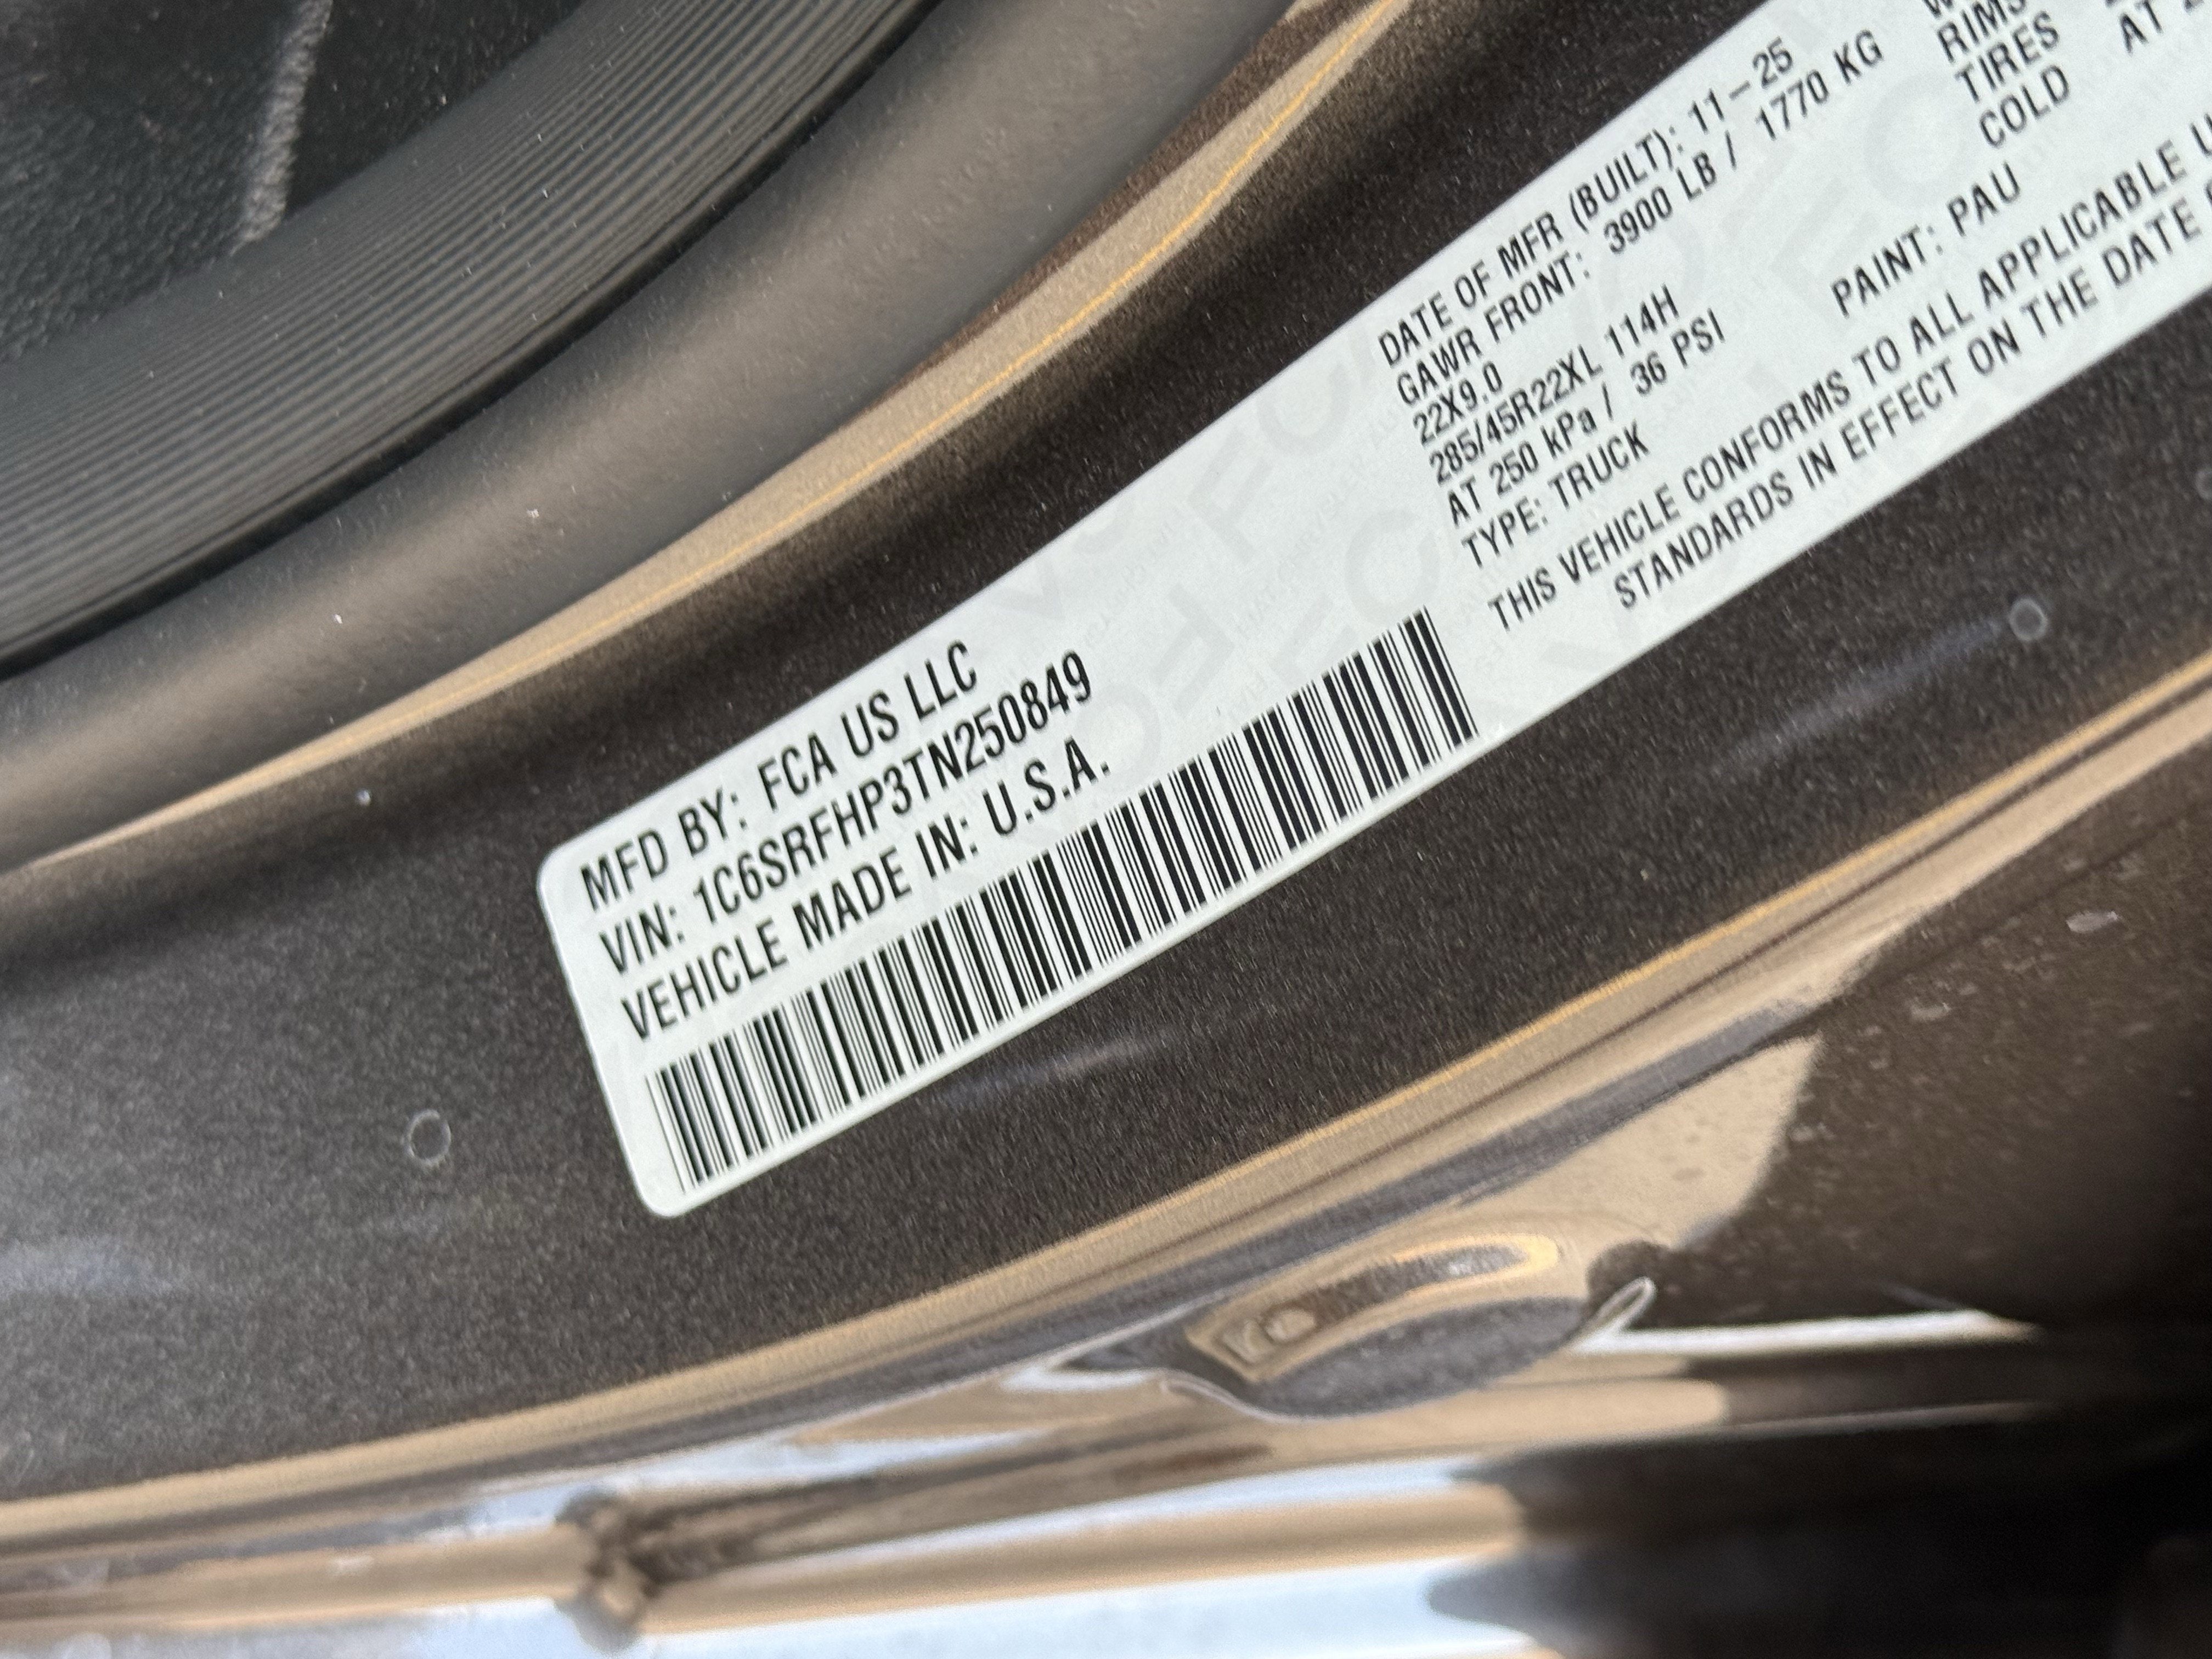 MFD BY: FCA US LLC
VIN: 1C6SRFHP3TN250849
VEHICLE MADE IN: U.S.A.
DATE OF MFR (BUILT): 11-25
GAWR FRONT: 3900 LB / 1770 KG
22X9.0
285/45R22XL 114H
AT 250 kPa / 36 PSI
TYPE: TRUCK
PAINT: PAU
THIS VEHICLE CONFORMS TO ALL APPLICABLE
STANDARDS IN EFFECT ON THE DATE
RIMS
TIRES
COLD
AT